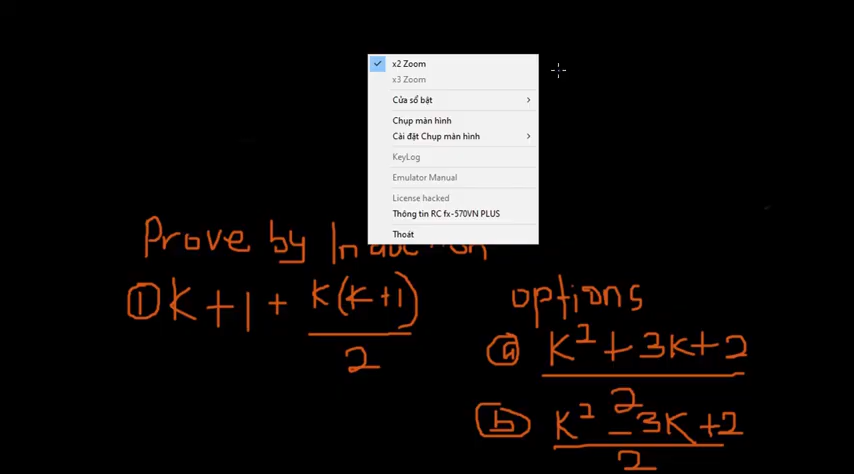 x2 Zoom
x3 Zoom
Cửa sổ bật
Chụp màn hình
Cài đặt Chụp màn hình
KeyLog
Emulator Manual
License hacked
Thông tin RC fx-570VN PLUS
Thoát
Prove by Induction
① K + 1 + K(K+1)/2
options
ⓐ K² + 3K + 2 / 2
ⓑ K² - 3K + 2 / 2